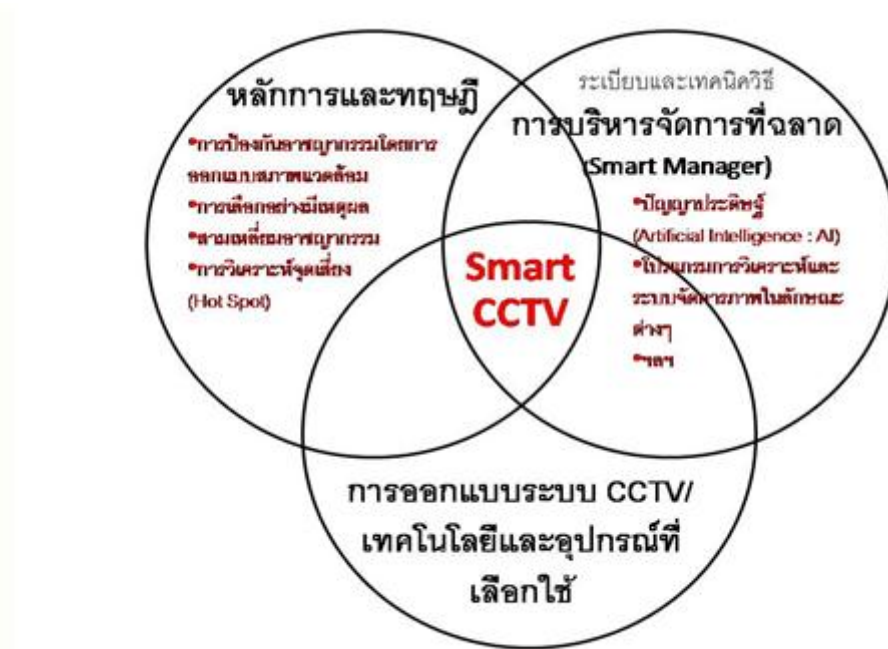 หลักการและทฤษฎี
•การป้องกันอาชญากรรมโดยการ
ออกแบบสภาพแวดล้อม
•การเลือกอย่างมีเหตุผล
•สามเหลี่ยมอาชญากรรม
•การวิเคราะห์จุดเสี่ยง
(Hot Spot)
ระเบียบและเทคนิควิธี
การบริหารจัดการที่ฉลาด
(Smart Manager)
•ปัญญาประดิษฐ์
(Artificial Intelligence : AI)
•โปรแกรมการวิเคราะห์และ
ระบบจัดการภาพในลักษณะ
ต่างๆ
•ฯลฯ
Smart
CCTV
การออกแบบระบบ CCTV/
เทคโนโลยีและอุปกรณ์ที่
เลือกใช้